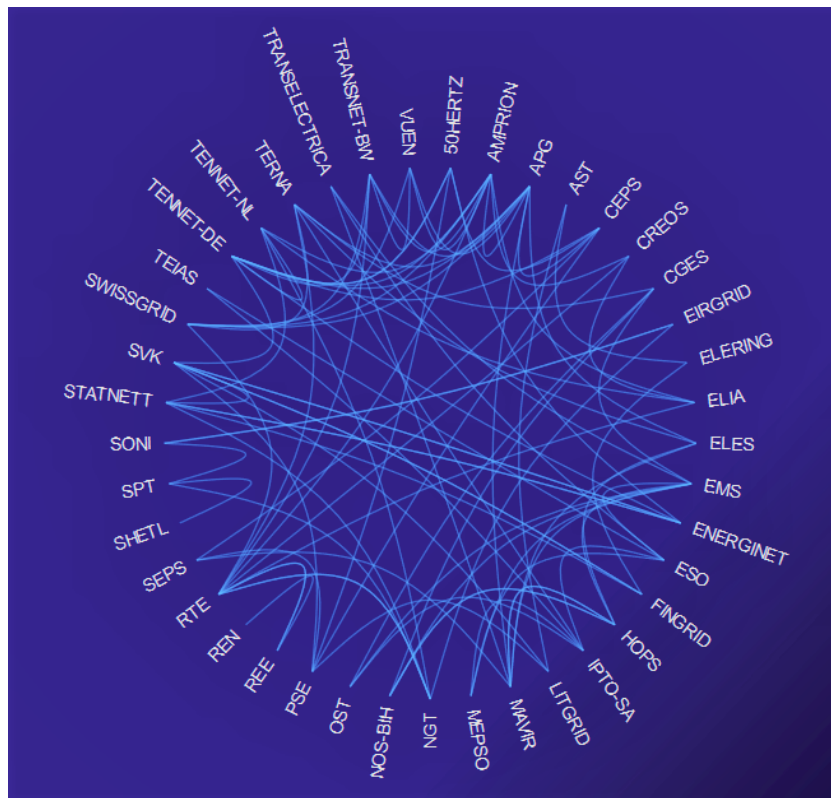 50HERTZ
AMPRION
APG
AST
CEPS
CREOS
CGES
EIRGRID
ELERING
ELIA
ELES
EMS
ENERGINET
ESO
FINGRID
HOPS
IPTO-SA
LITGRID
MAVIR
MEPSO
NGT
NOS-BIH
OST
PSE
REE
REN
RTE
SEPS
SHETL
SPT
SONI
STATNETT
SVK
SWISSGRID
TEIAS
TENNET-DE
TENNET-NL
TERNA
TRANSELECTRICA
TRANSNET-BW
VUEN